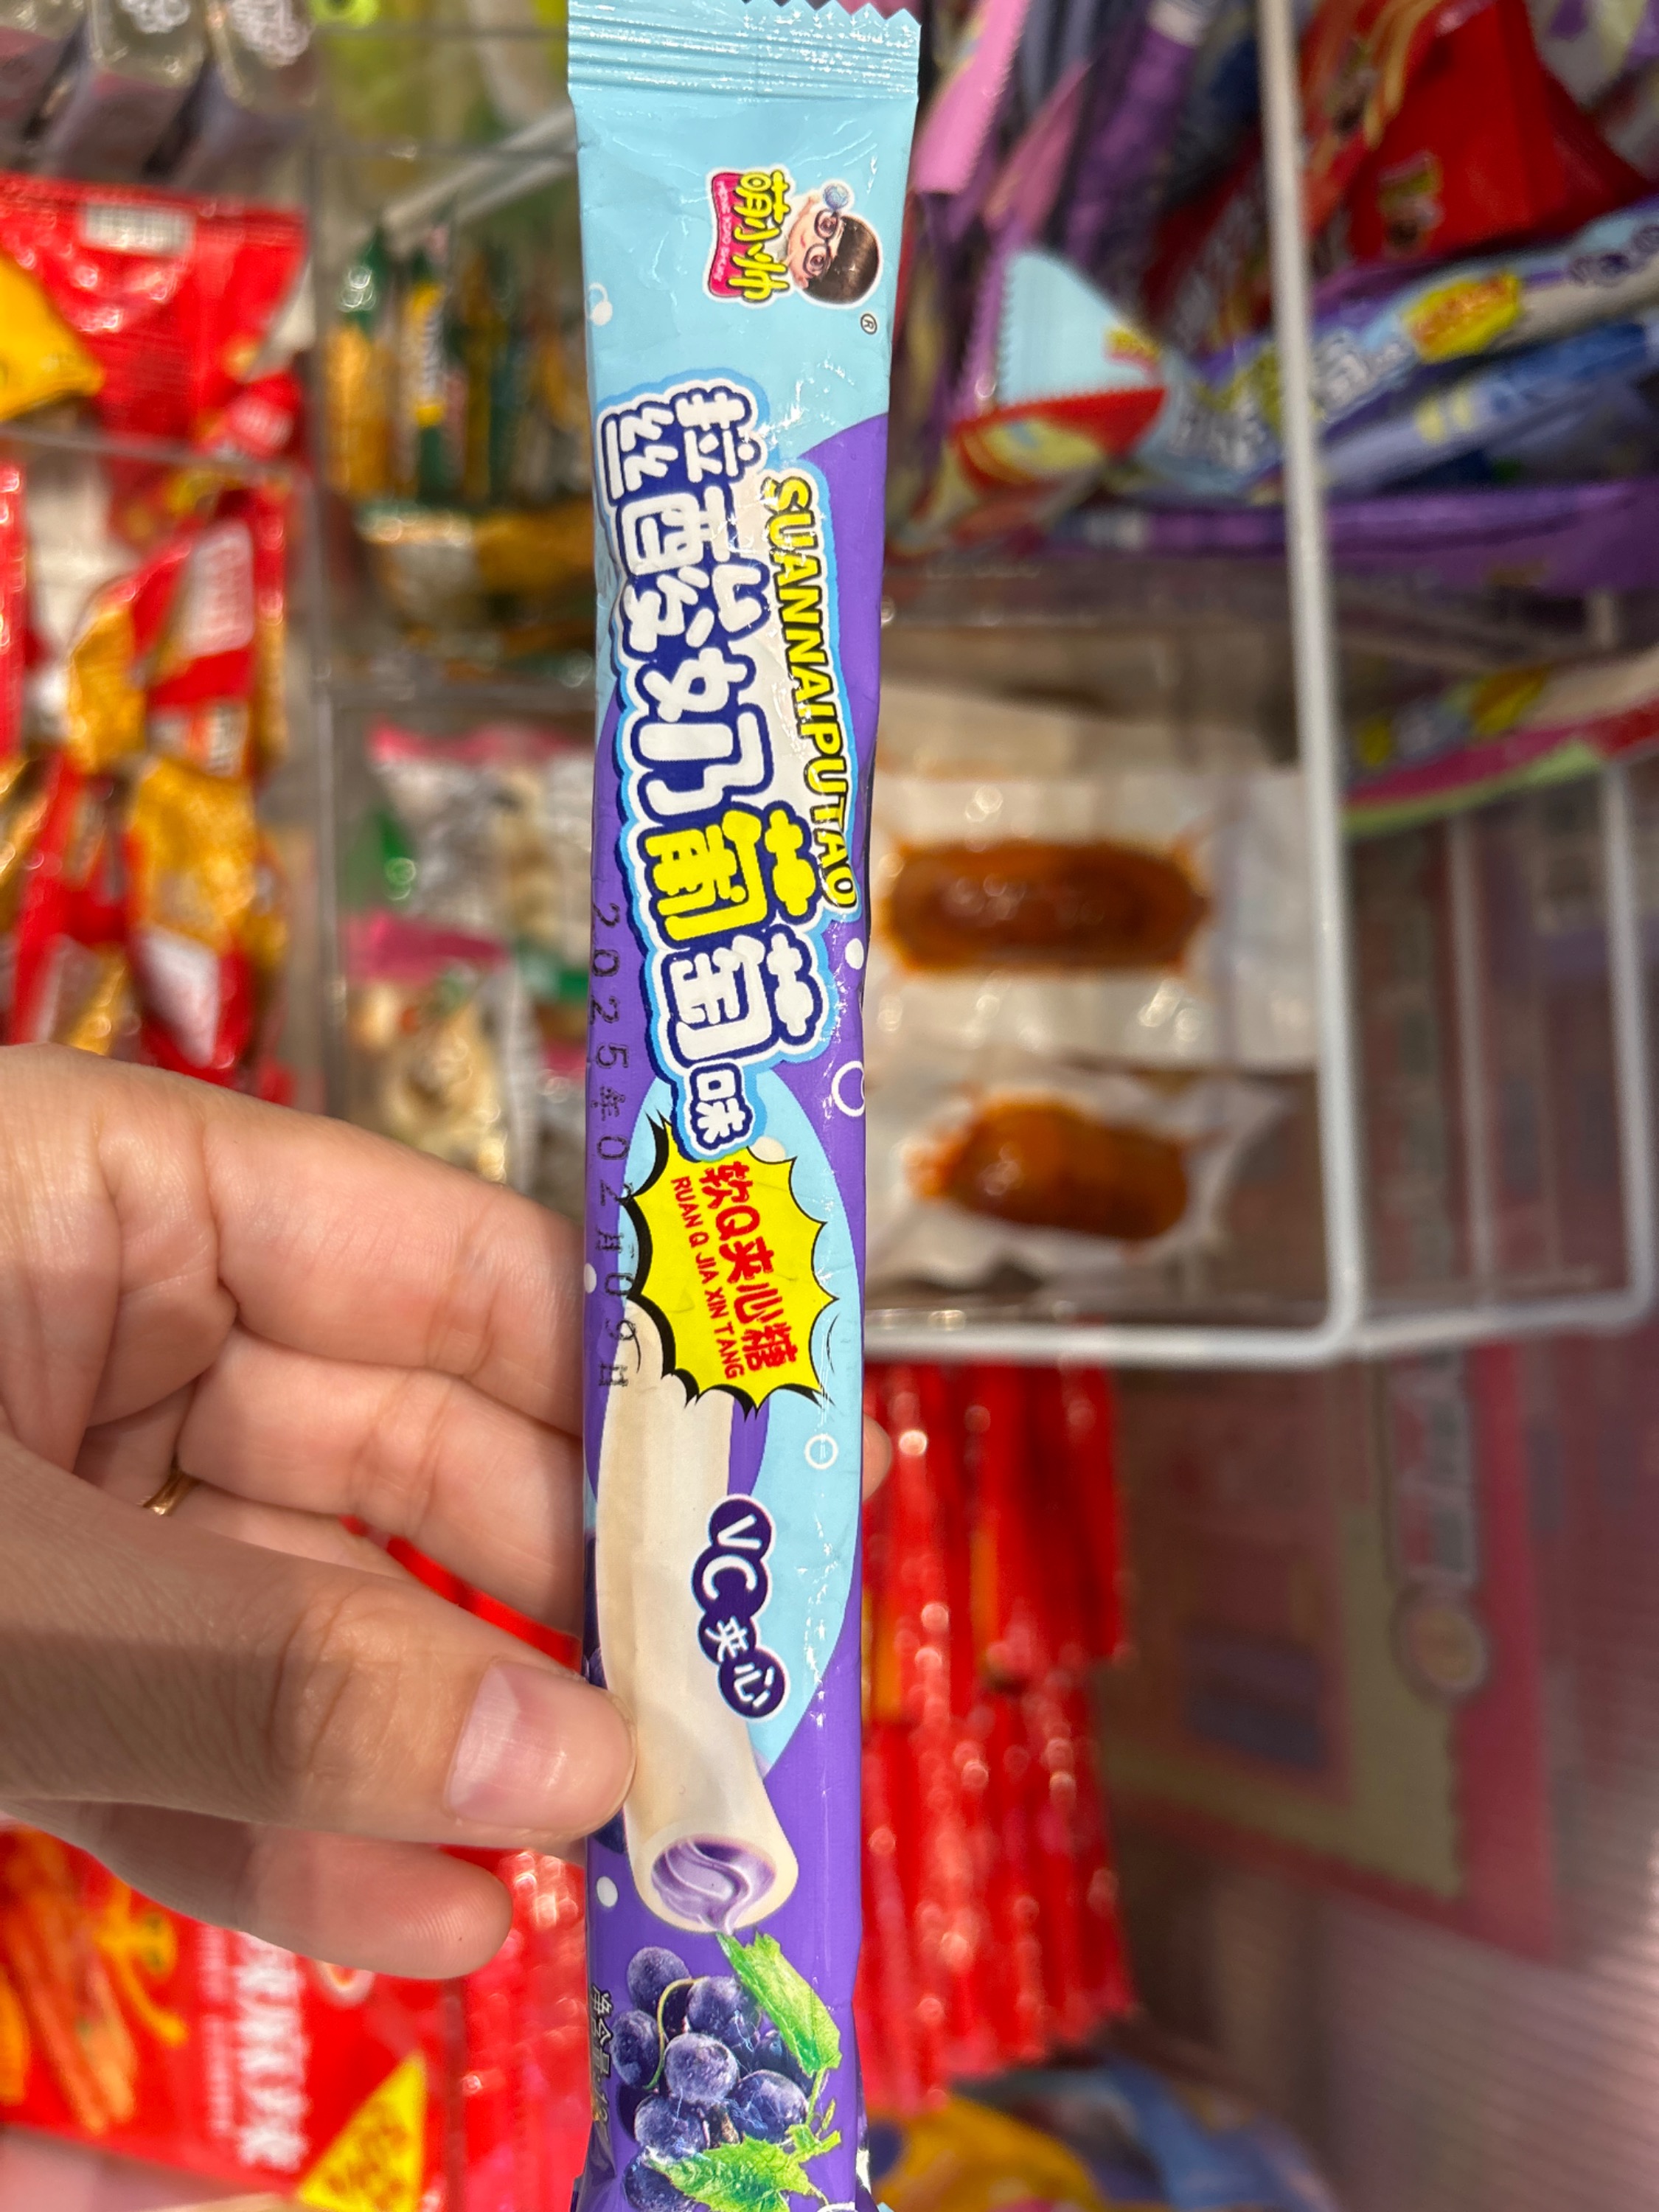 萌小帅
®
拉丝酸奶葡萄味
SUANNAIPUTAO
软Q夹心糖
RUAN Q JIA XIN TANG
VC夹心
2025年02月09日